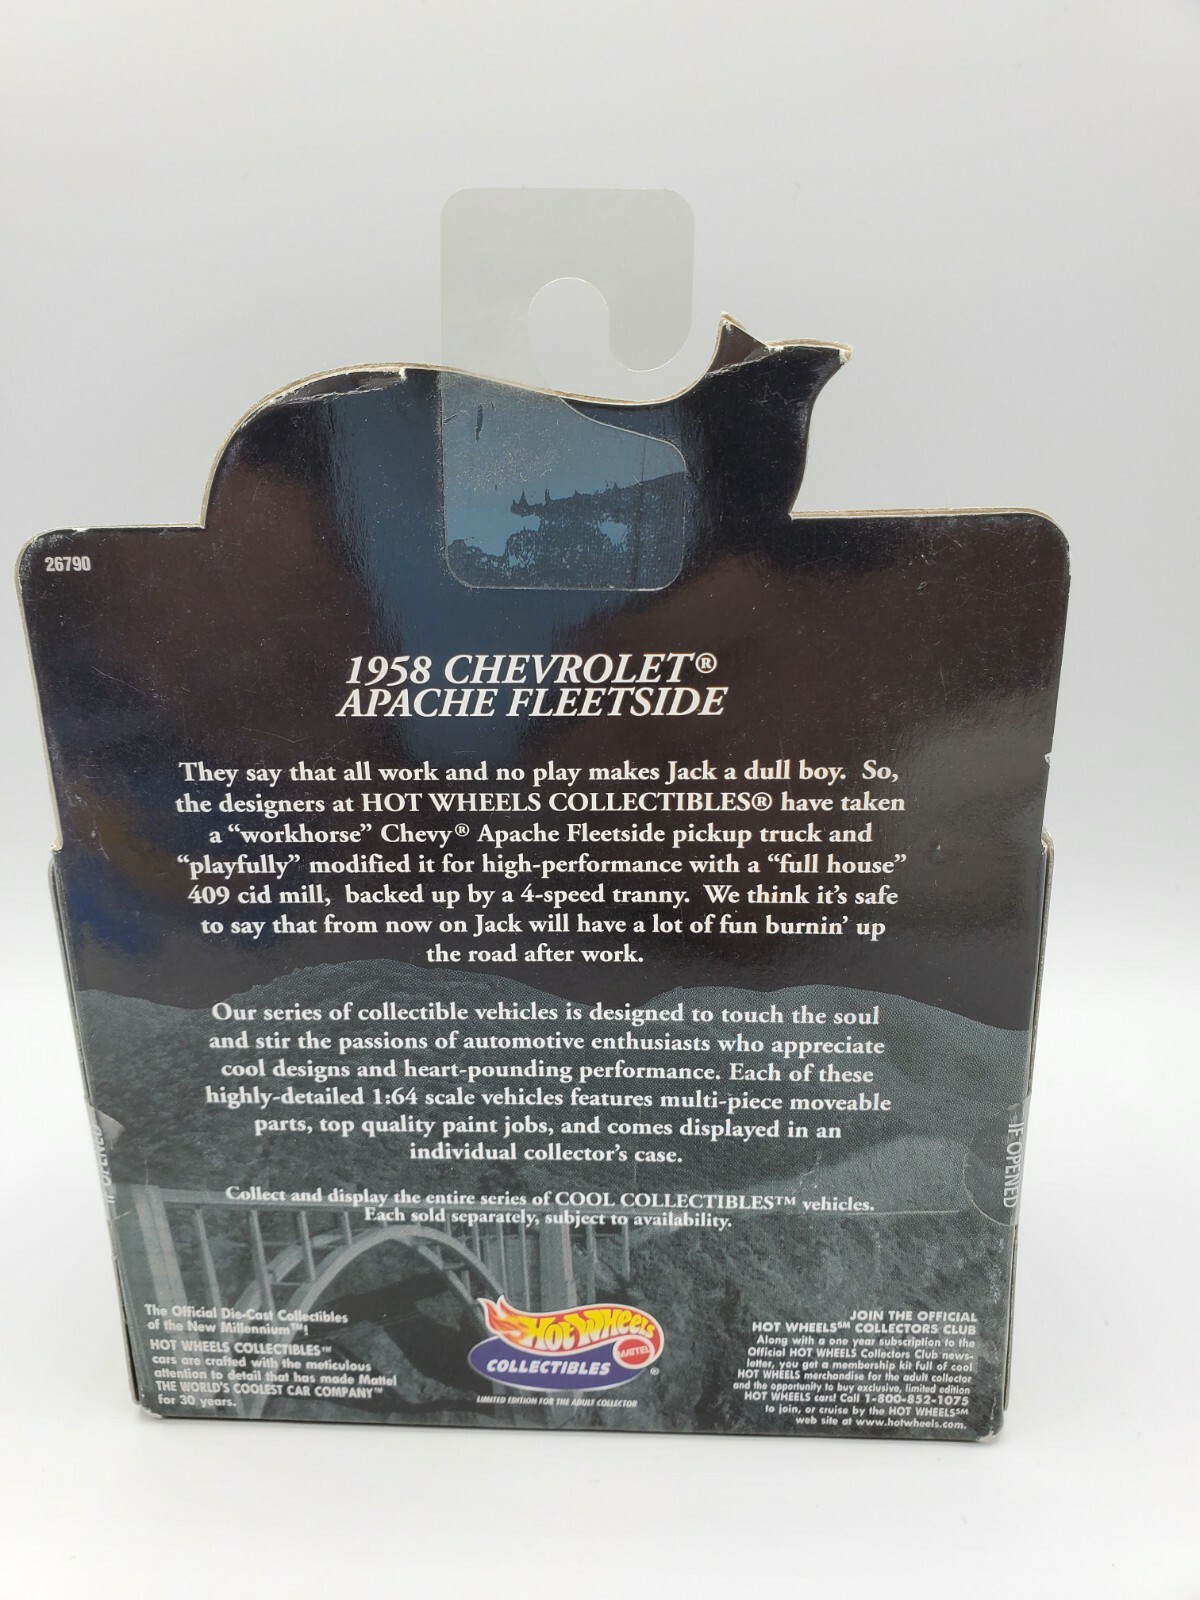 26790
1958 CHEVROLET®
APACHE FLEETSIDE
They say that all work and no play makes Jack a dull boy. So,
the designers at HOT WHEELS COLLECTIBLES® have taken
a “workhorse” Chevy® Apache Fleetside pickup truck and
“playfully” modified it for high-performance with a “full house”
409 cid mill, backed up by a 4-speed tranny. We think it's safe
to say that from now on Jack will have a lot of fun burnin' up
the road after work.
Our series of collectible vehicles is designed to touch the soul
and stir the passions of automotive enthusiasts who appreciate
cool designs and heart-pounding performance. Each of these
highly-detailed 1:64 scale vehicles features multi-piece moveable
parts, top quality paint jobs, and comes displayed in an
individual collector's case.
IF OPENED
IF OPENED
Collect and display the entire series of COOL COLLECTIBLES™ vehicles.
Each sold separately, subject to availability.
The Official Die-Cast Collectibles
of the New Millennium™!
HOT WHEELS COLLECTIBLES™
cars are crafted with the meticulous
attention to detail that has made Mattel
THE WORLD'S COOLEST CAR COMPANY™
for 30 years.
Hot Wheels
MATTEL
COLLECTIBLES ®
LIMITED EDITION FOR THE ADULT COLLECTOR
JOIN THE OFFICIAL
HOT WHEELS℠ COLLECTORS CLUB
Along with a one year subscription to the
Official HOT WHEELS Collectors Club news-
letter, you get a membership kit full of cool
HOT WHEELS merchandise for the adult collector
and the opportunity to buy exclusive, limited edition
HOT WHEELS cars! Call 1-800-852-1075
to join, or cruise by the HOT WHEELS℠
web site at www.hotwheels.com.